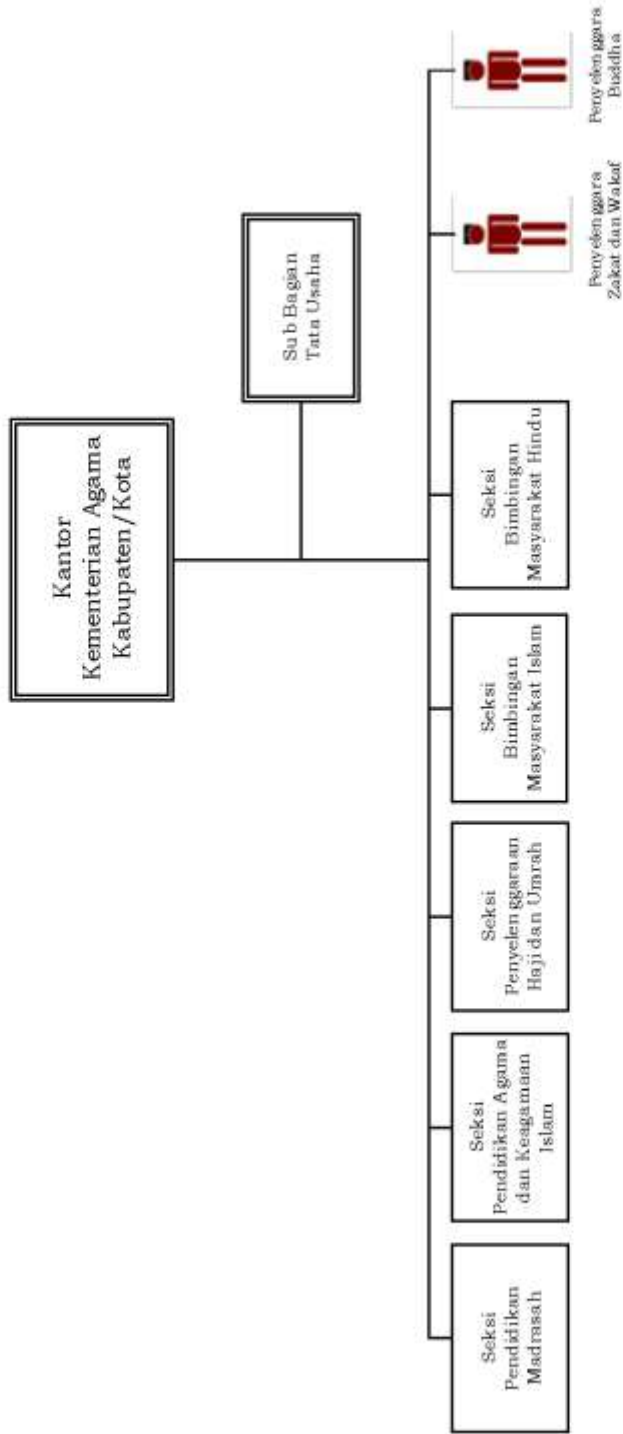 Kantor
Kementerian Agama
Kabupaten/Kota
Sub Bagian
Tata Usaha
Seksi
Pendidikan
Madrasah
Seksi
Pendidikan Agama
dan Keagamaan
Islam
Seksi
Penyelenggaraan
Haji dan Umrah
Seksi
Bimbingan
Masyarakat Islam
Seksi
Bimbingan
Masyarakat Hindu
Penyelenggara
Zakat dan Wakaf
Penyelenggara
Buddha